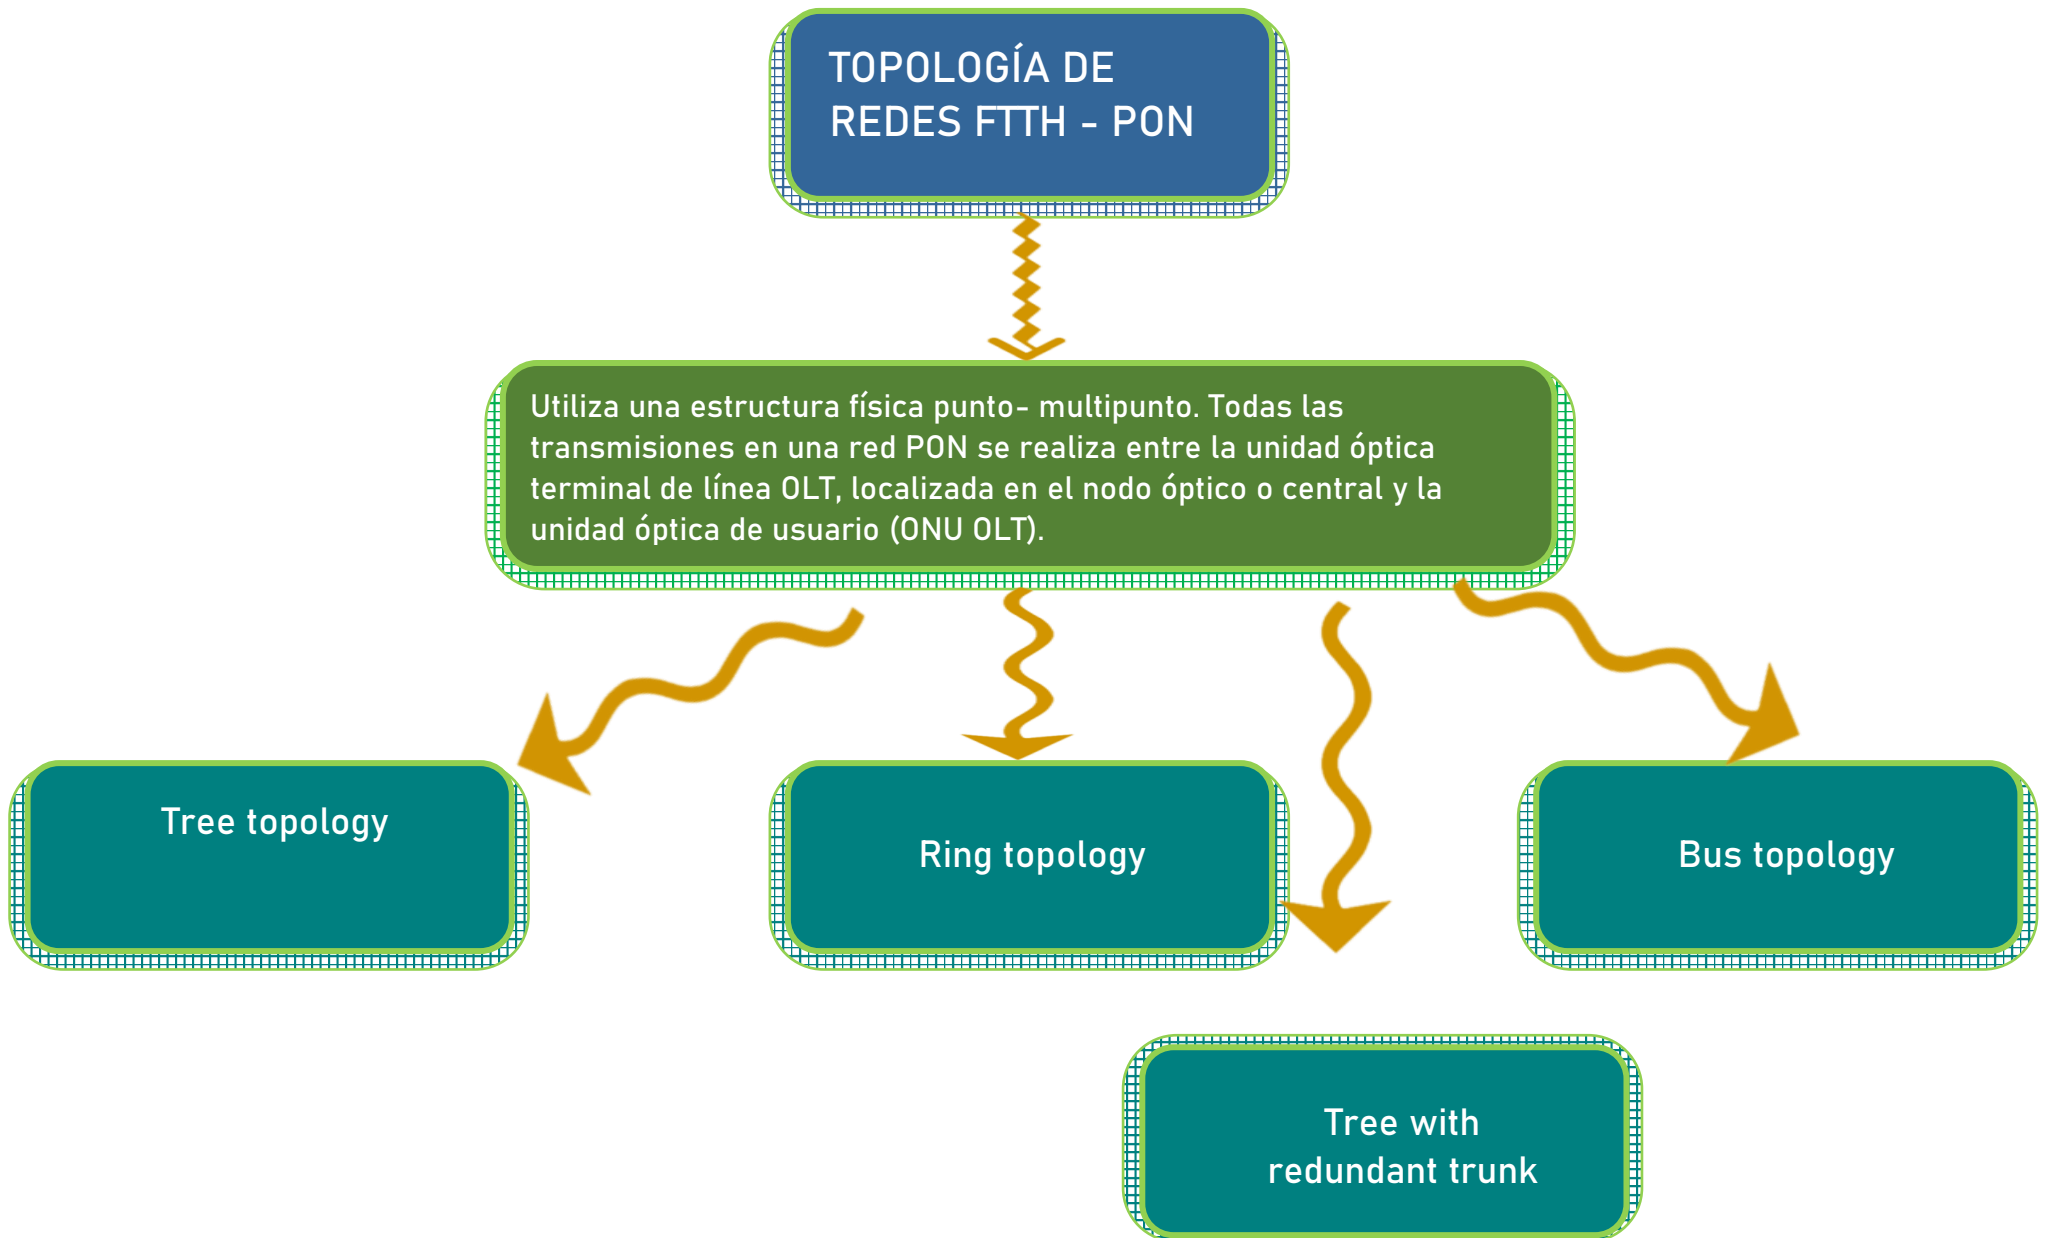 TOPOLOGÍA DE
REDES FTTH - PON
Utiliza una estructura física punto- multipunto. Todas las
transmisiones en una red PON se realiza entre la unidad óptica
terminal de línea OLT, localizada en el nodo óptico o central y la
unidad óptica de usuario (ONU OLT).
Tree topology
Ring topology
Bus topology
Tree with
redundant trunk